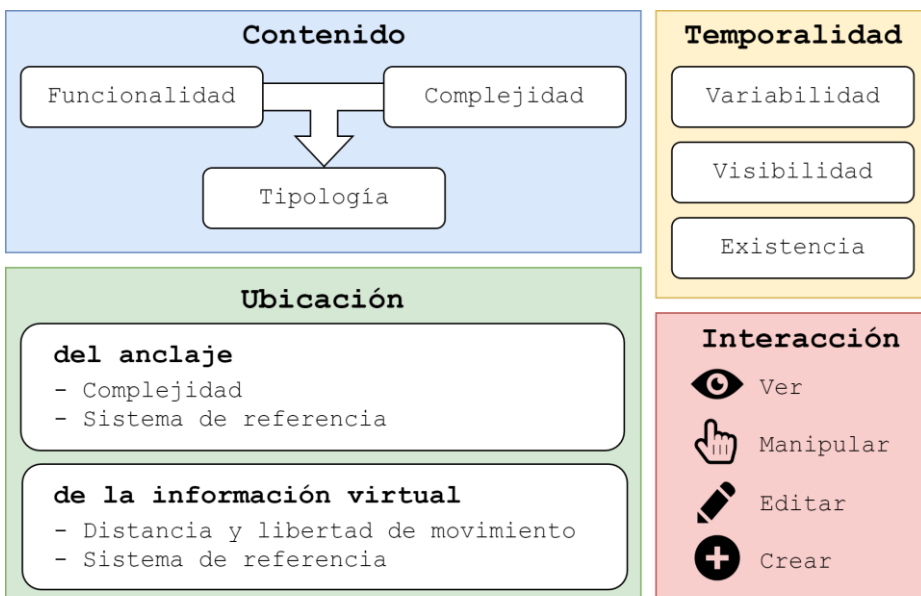 Contenido
Funcionalidad
Complejidad
Tipología
Temporalidad
Variabilidad
Visibilidad
Existencia
Ubicación
del anclaje
- Complejidad
- Sistema de referencia
de la información virtual
- Distancia y libertad de movimiento
- Sistema de referencia
Interacción
Ver
Manipular
Editar
Crear